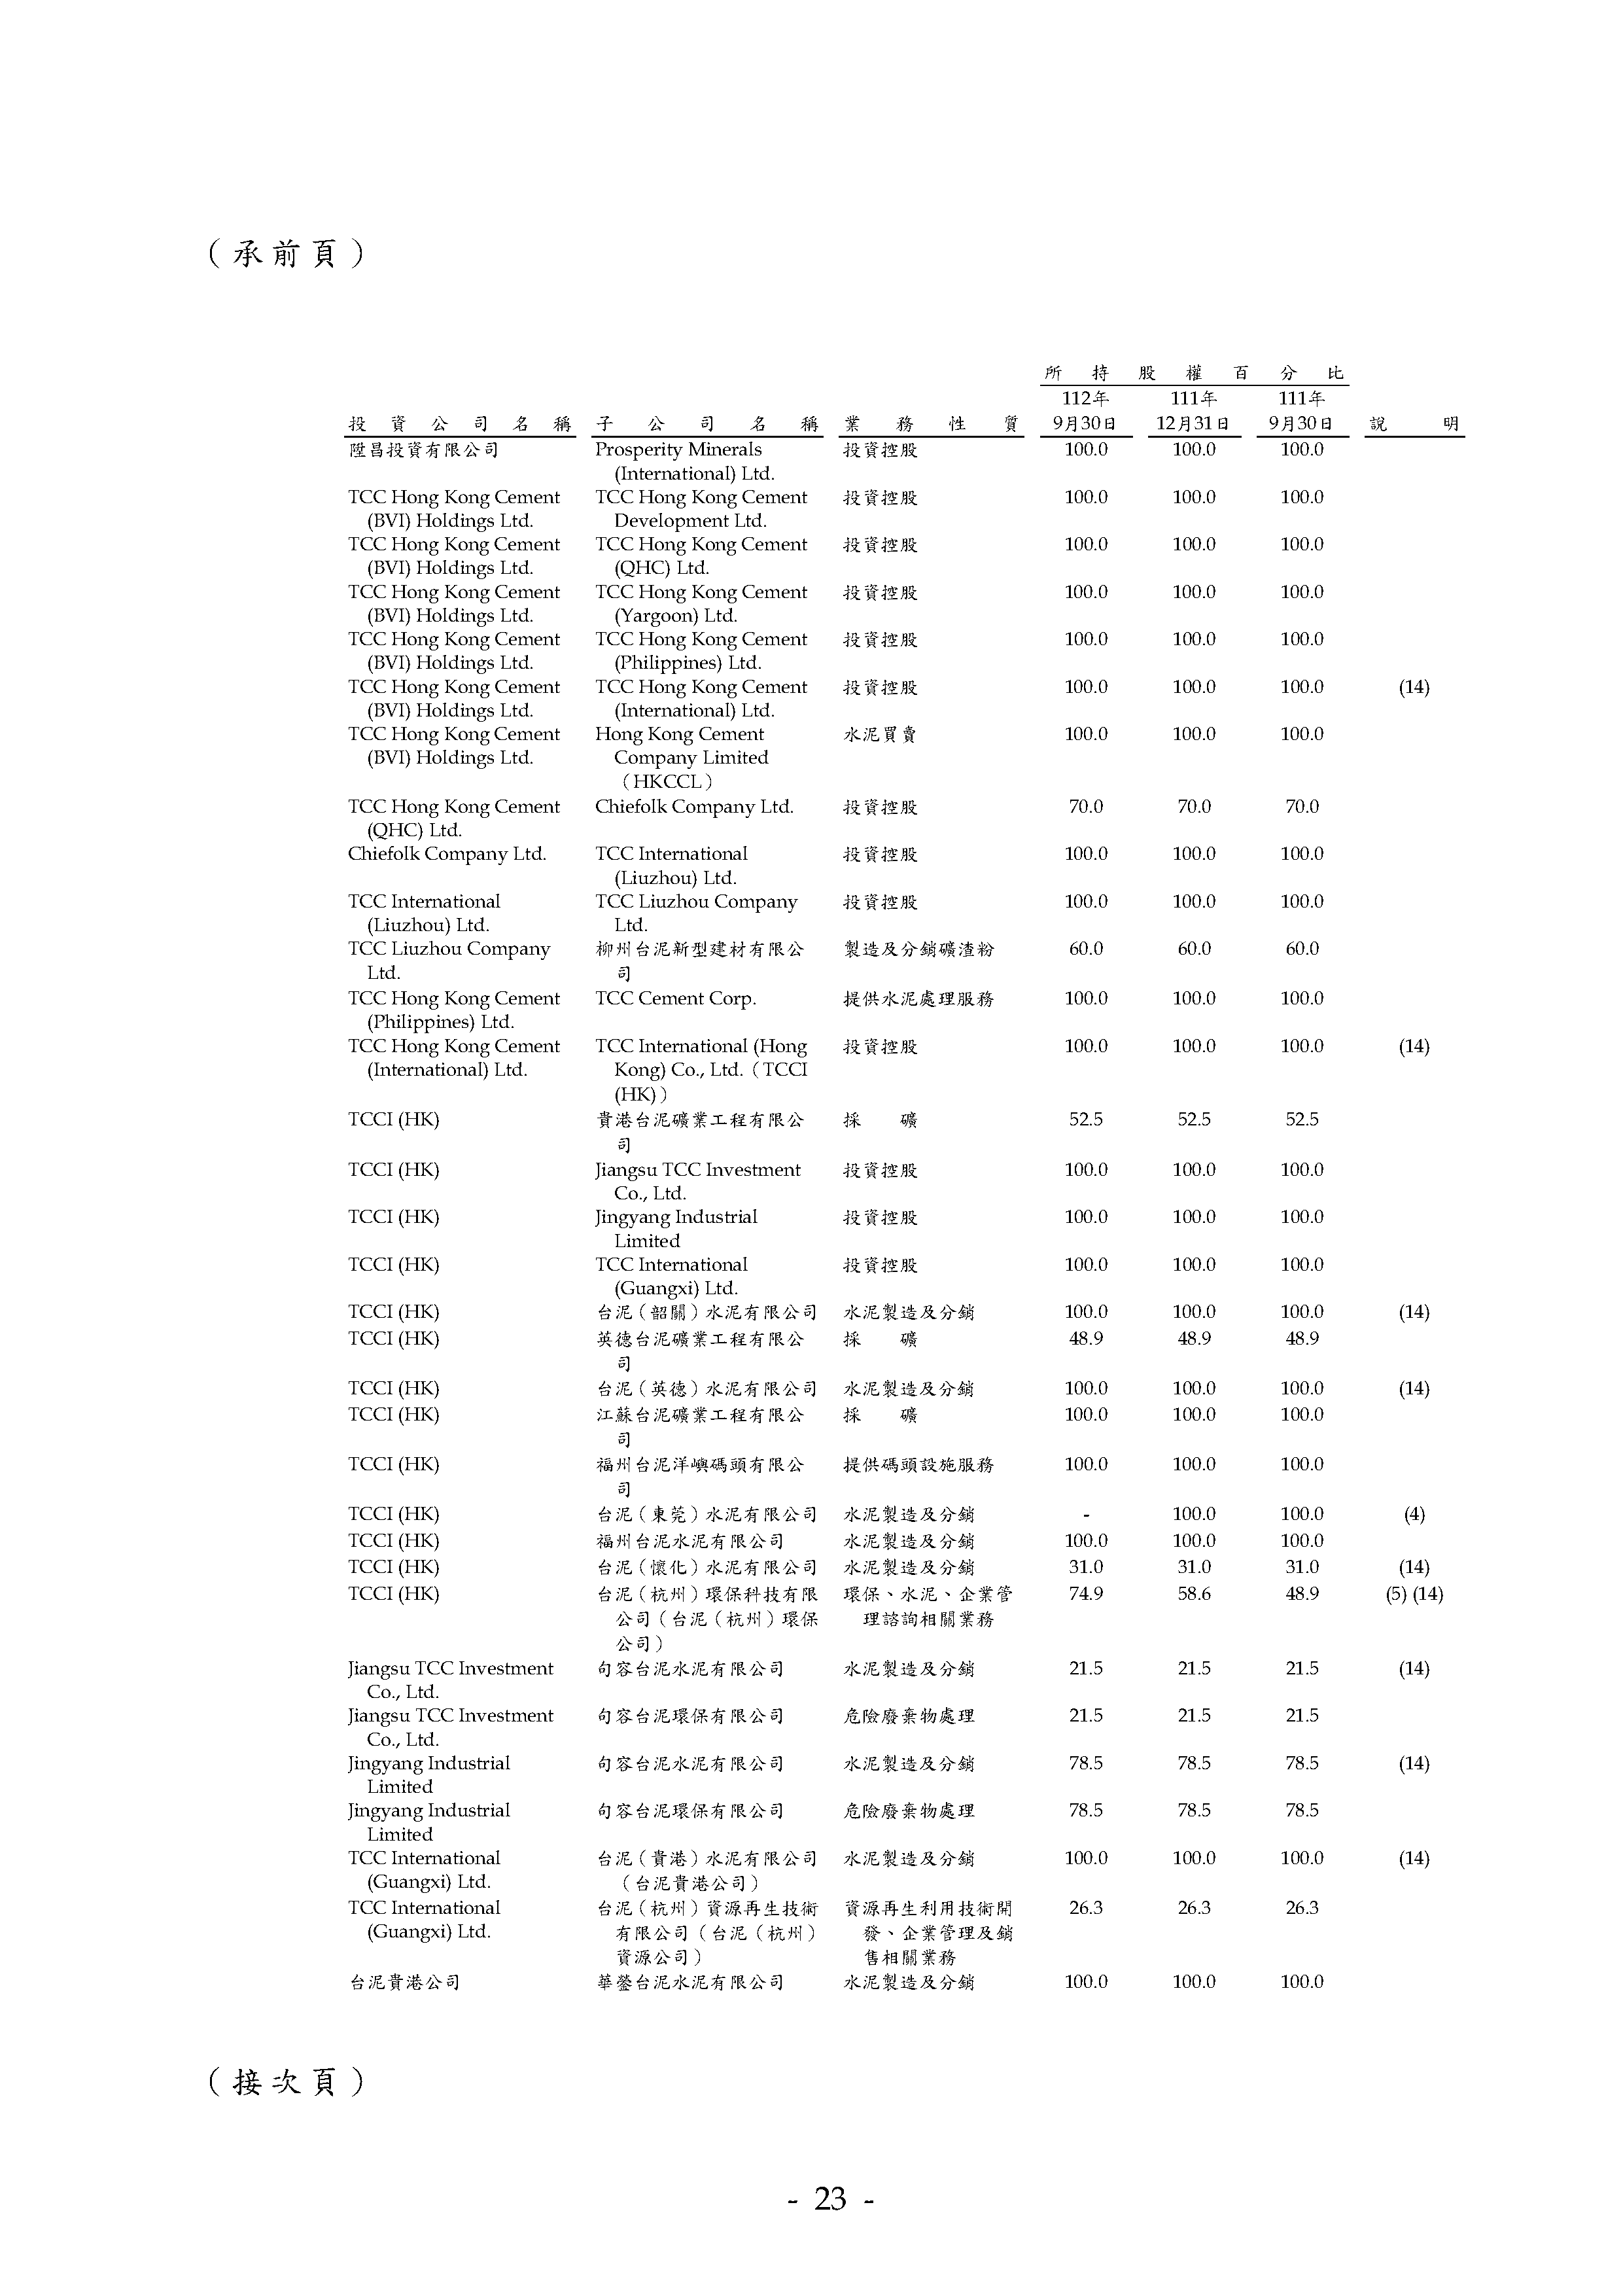 （承前頁）
所持股權百分比
112年 111年 111年
投資公司名稱 子公司名稱 業務性質 9月30日 12月31日 9月30日 說明
陞昌投資有限公司 Prosperity Minerals 投資控股 100.0 100.0 100.0
(International) Ltd.
TCC Hong Kong Cement TCC Hong Kong Cement 投資控股 100.0 100.0 100.0
(BVI) Holdings Ltd. Development Ltd.
TCC Hong Kong Cement TCC Hong Kong Cement 投資控股 100.0 100.0 100.0
(BVI) Holdings Ltd. (QHC) Ltd.
TCC Hong Kong Cement TCC Hong Kong Cement 投資控股 100.0 100.0 100.0
(BVI) Holdings Ltd. (Yargoon) Ltd.
TCC Hong Kong Cement TCC Hong Kong Cement 投資控股 100.0 100.0 100.0
(BVI) Holdings Ltd. (Philippines) Ltd.
TCC Hong Kong Cement TCC Hong Kong Cement 投資控股 100.0 100.0 100.0 (14)
(BVI) Holdings Ltd. (International) Ltd.
TCC Hong Kong Cement Hong Kong Cement 水泥買賣 100.0 100.0 100.0
(BVI) Holdings Ltd. Company Limited
（HKCCL）
TCC Hong Kong Cement Chiefolk Company Ltd. 投資控股 70.0 70.0 70.0
(QHC) Ltd.
Chiefolk Company Ltd. TCC International 投資控股 100.0 100.0 100.0
(Liuzhou) Ltd.
TCC International TCC Liuzhou Company 投資控股 100.0 100.0 100.0
(Liuzhou) Ltd. Ltd.
TCC Liuzhou Company 柳州台泥新型建材有限公 製造及分銷礦渣粉 60.0 60.0 60.0
Ltd. 司
TCC Hong Kong Cement TCC Cement Corp. 提供水泥處理服務 100.0 100.0 100.0
(Philippines) Ltd.
TCC Hong Kong Cement TCC International (Hong 投資控股 100.0 100.0 100.0 (14)
(International) Ltd. Kong) Co., Ltd.（TCCI
(HK)）
TCCI (HK) 貴港台泥礦業工程有限公 採礦 52.5 52.5 52.5
司
TCCI (HK) Jiangsu TCC Investment 投資控股 100.0 100.0 100.0
Co., Ltd.
TCCI (HK) Jingyang Industrial 投資控股 100.0 100.0 100.0
Limited
TCCI (HK) TCC International 投資控股 100.0 100.0 100.0
(Guangxi) Ltd.
TCCI (HK) 台泥（韶關）水泥有限公司 水泥製造及分銷 100.0 100.0 100.0 (14)
TCCI (HK) 英德台泥礦業工程有限公 採礦 48.9 48.9 48.9
司
TCCI (HK) 台泥（英德）水泥有限公司 水泥製造及分銷 100.0 100.0 100.0 (14)
TCCI (HK) 江蘇台泥礦業工程有限公 採礦 100.0 100.0 100.0
司
TCCI (HK) 福州台泥洋嶼碼頭有限公 提供碼頭設施服務 100.0 100.0 100.0
司
TCCI (HK) 台泥（東莞）水泥有限公司 水泥製造及分銷 - 100.0 100.0 (4)
TCCI (HK) 福州台泥水泥有限公司 水泥製造及分銷 100.0 100.0 100.0
TCCI (HK) 台泥（懷化）水泥有限公司 水泥製造及分銷 31.0 31.0 31.0 (14)
TCCI (HK) 台泥（杭州）環保科技有限 環保、水泥、企業管 74.9 58.6 48.9 (5) (14)
公司（台泥（杭州）環保 理諮詢相關業務
公司）
Jiangsu TCC Investment 句容台泥水泥有限公司 水泥製造及分銷 21.5 21.5 21.5 (14)
Co., Ltd.
Jiangsu TCC Investment 句容台泥環保有限公司 危險廢棄物處理 21.5 21.5 21.5
Co., Ltd.
Jingyang Industrial 句容台泥水泥有限公司 水泥製造及分銷 78.5 78.5 78.5 (14)
Limited
Jingyang Industrial 句容台泥環保有限公司 危險廢棄物處理 78.5 78.5 78.5
Limited
TCC International 台泥（貴港）水泥有限公司 水泥製造及分銷 100.0 100.0 100.0 (14)
(Guangxi) Ltd. （台泥貴港公司）
TCC International 台泥（杭州）資源再生技術 資源再生利用技術開 26.3 26.3 26.3
(Guangxi) Ltd. 有限公司（台泥（杭州） 發、企業管理及銷
資源公司） 售相關業務
台泥貴港公司 華鎣台泥水泥有限公司 水泥製造及分銷 100.0 100.0 100.0
（接次頁）
- 23 -